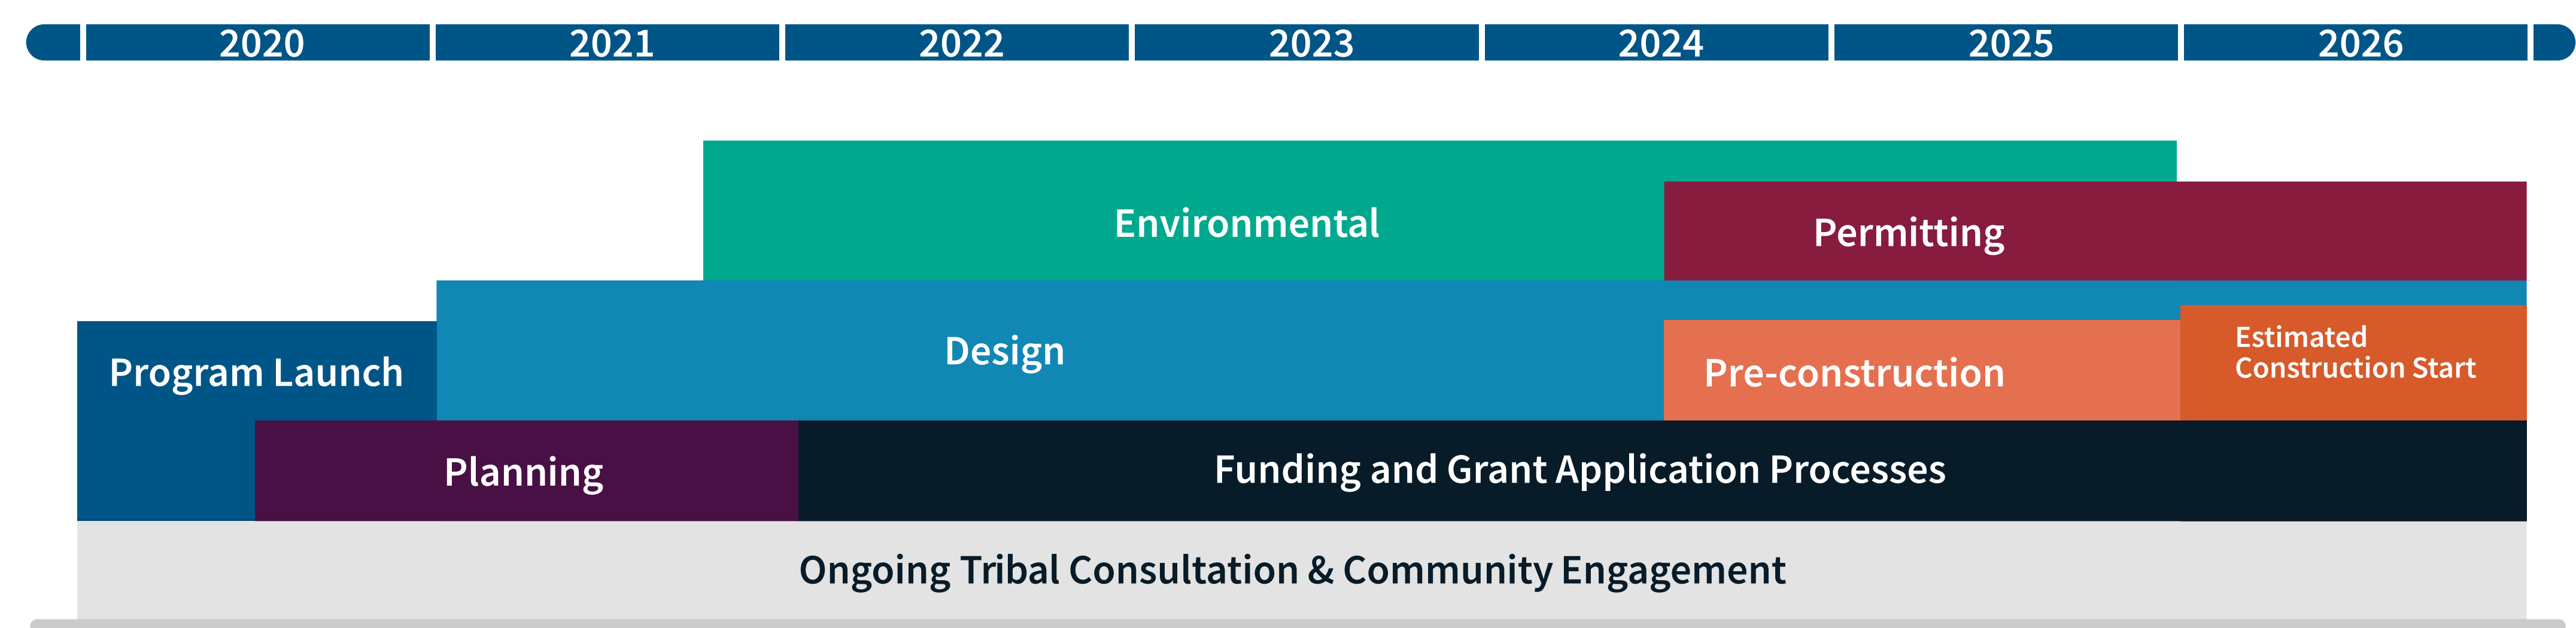 2020 2021 2022 2023 2024 2025 2026
Environmental
Permitting
Design
Program Launch
Pre-construction
Estimated
Construction Start
Planning
Funding and Grant Application Processes
Ongoing Tribal Consultation & Community Engagement